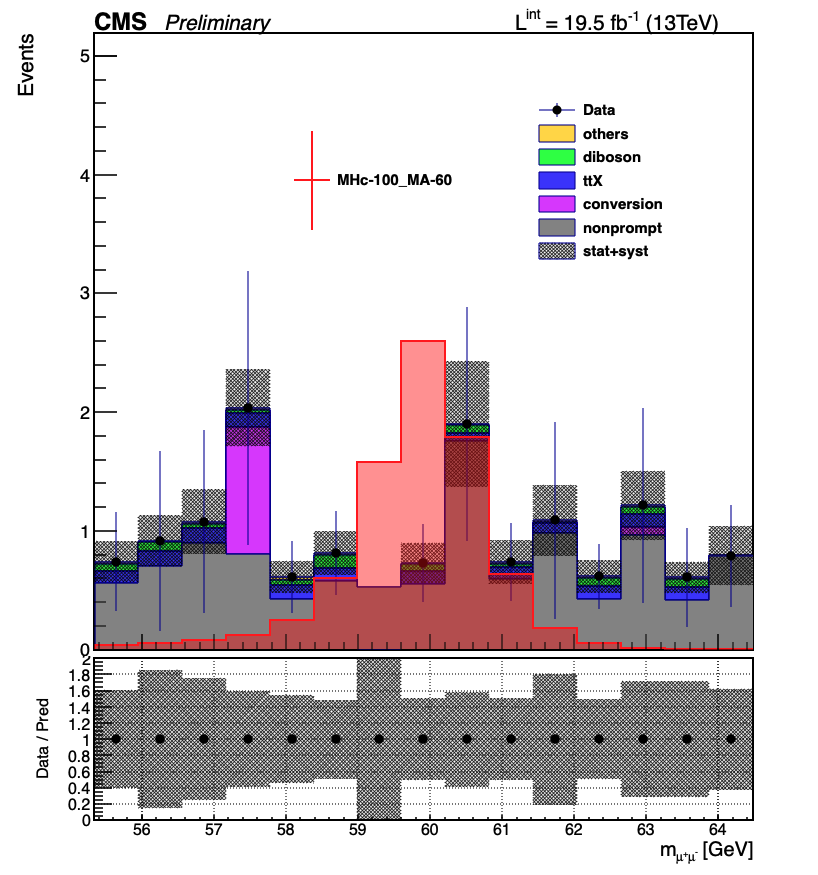 CMS Preliminary L^int = 19.5 fb^-1 (13TeV)
Events
5
4
3
2
1
0
MHc-100_MA-60
Data
others
diboson
ttX
conversion
nonprompt
stat+syst
Data / Pred
2
1.8
1.6
1.4
1.2
1
0.8
0.6
0.4
0.2
0
56 57 58 59 60 61 62 63 64
m_μ⁺μ⁻ [GeV]